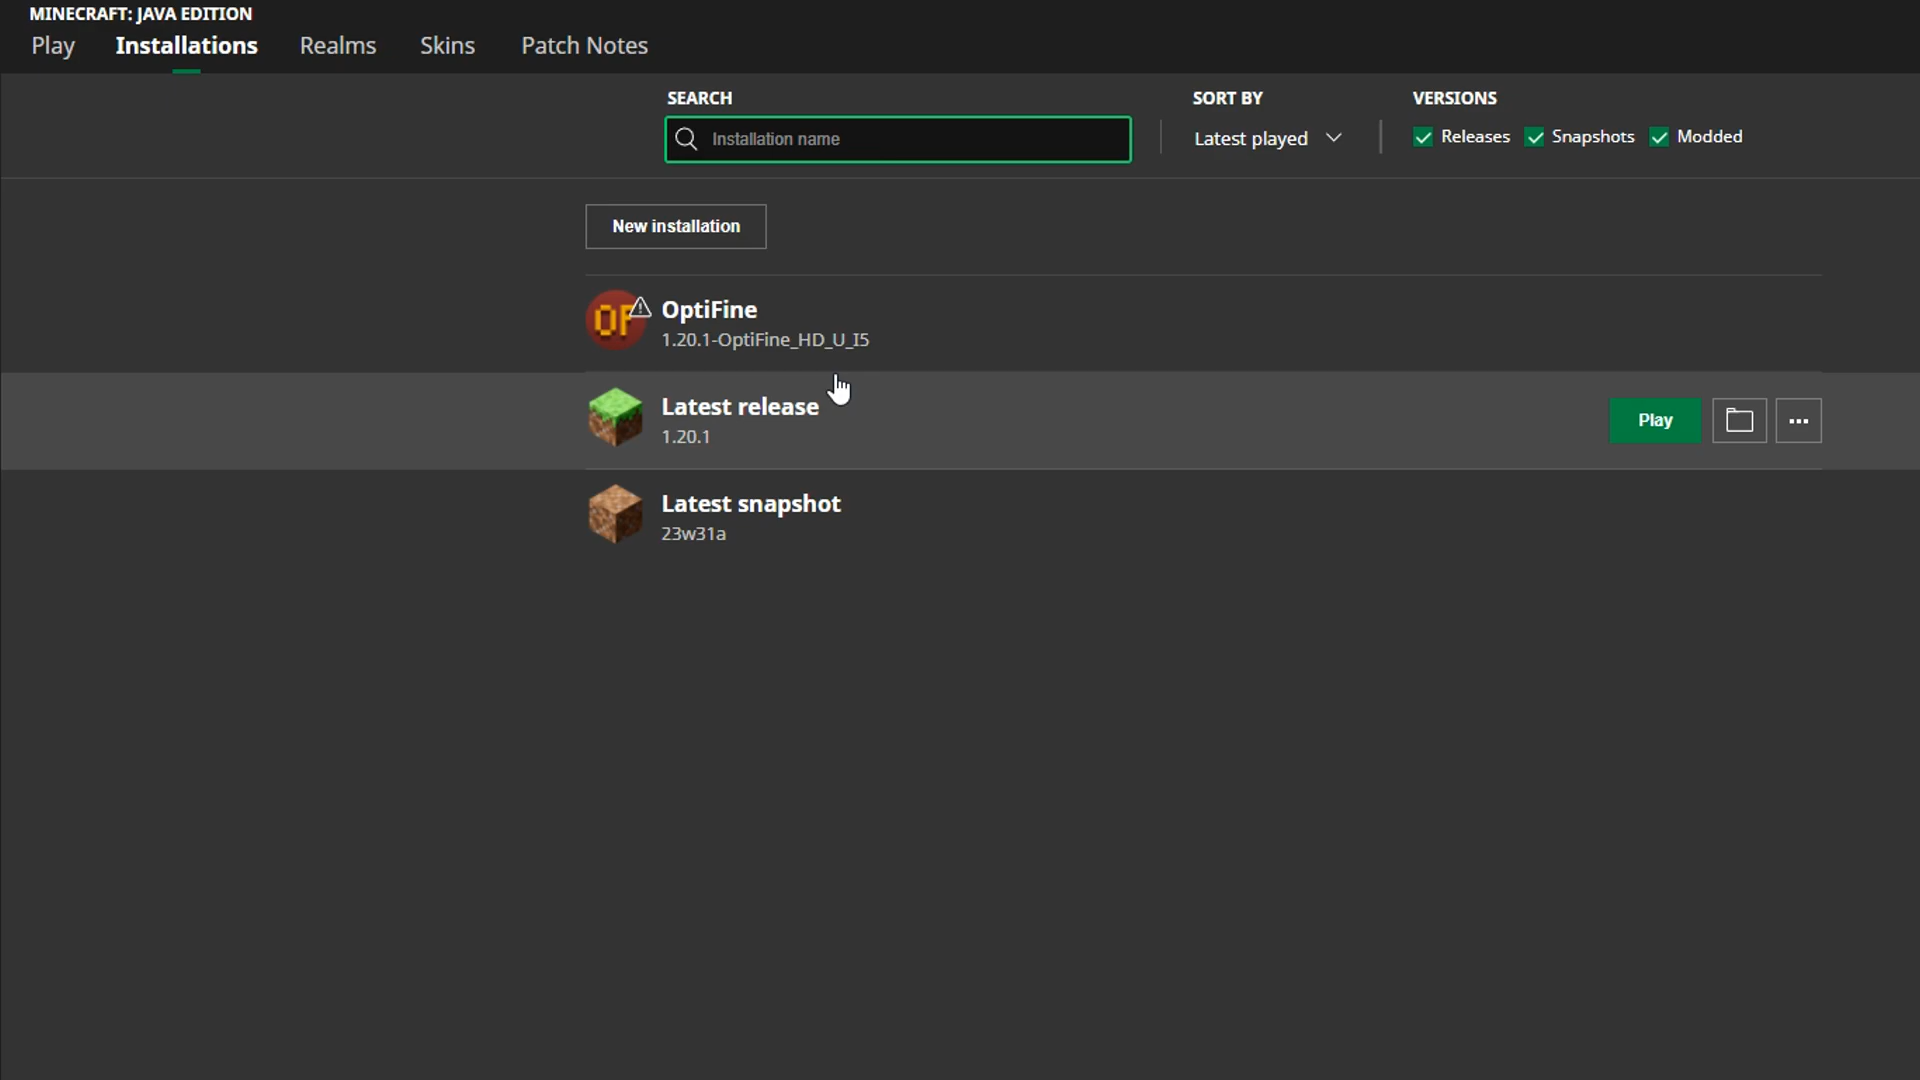 MINECRAFT: JAVA EDITION
Play Installations Realms Skins Patch Notes
SEARCH SORT BY VERSIONS
Installation name Latest played Releases Snapshots Modded
New installation
OF OptiFine
1.20.1-OptiFine_HD_U_I5
Latest release
1.20.1
Play ...
Latest snapshot
23w31a